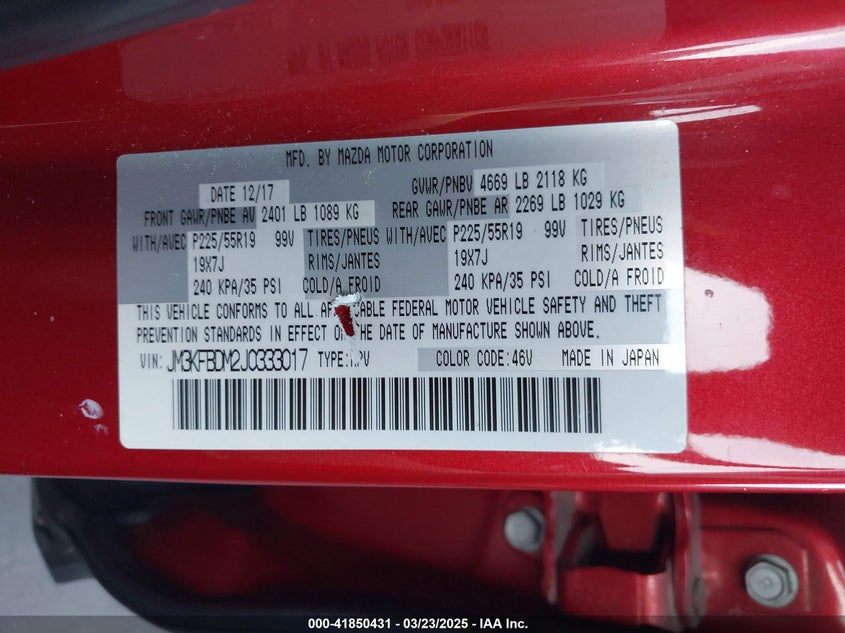 MFD. BY MAZDA MOTOR CORPORATION
DATE 12/17 GVWR/PNBV 4669 LB 2118 KG
FRONT GAWR/PNBE AV 2401 LB 1089 KG REAR GAWR/PNBE AR 2269 LB 1029 KG
WITH/AVEC P225/55R19 99V TIRES/PNEUS WITH/AVEC P225/55R19 99V TIRES/PNEUS
19X7J RIMS/JANTES 19X7J RIMS/JANTES
240 KPA/35 PSI COLD/A FROID 240 KPA/35 PSI COLD/A FROID
THIS VEHICLE CONFORMS TO ALL FEDERAL MOTOR VEHICLE SAFETY AND THEFT
PREVENTION STANDARDS IN EFFECT THE DATE OF MANUFACTURE SHOWN ABOVE.
VIN: JM3KFBDM2J0333017 TYPE: COLOR CODE:46V MADE IN JAPAN
000-41850431 - 03/23/2025 - IAA Inc.